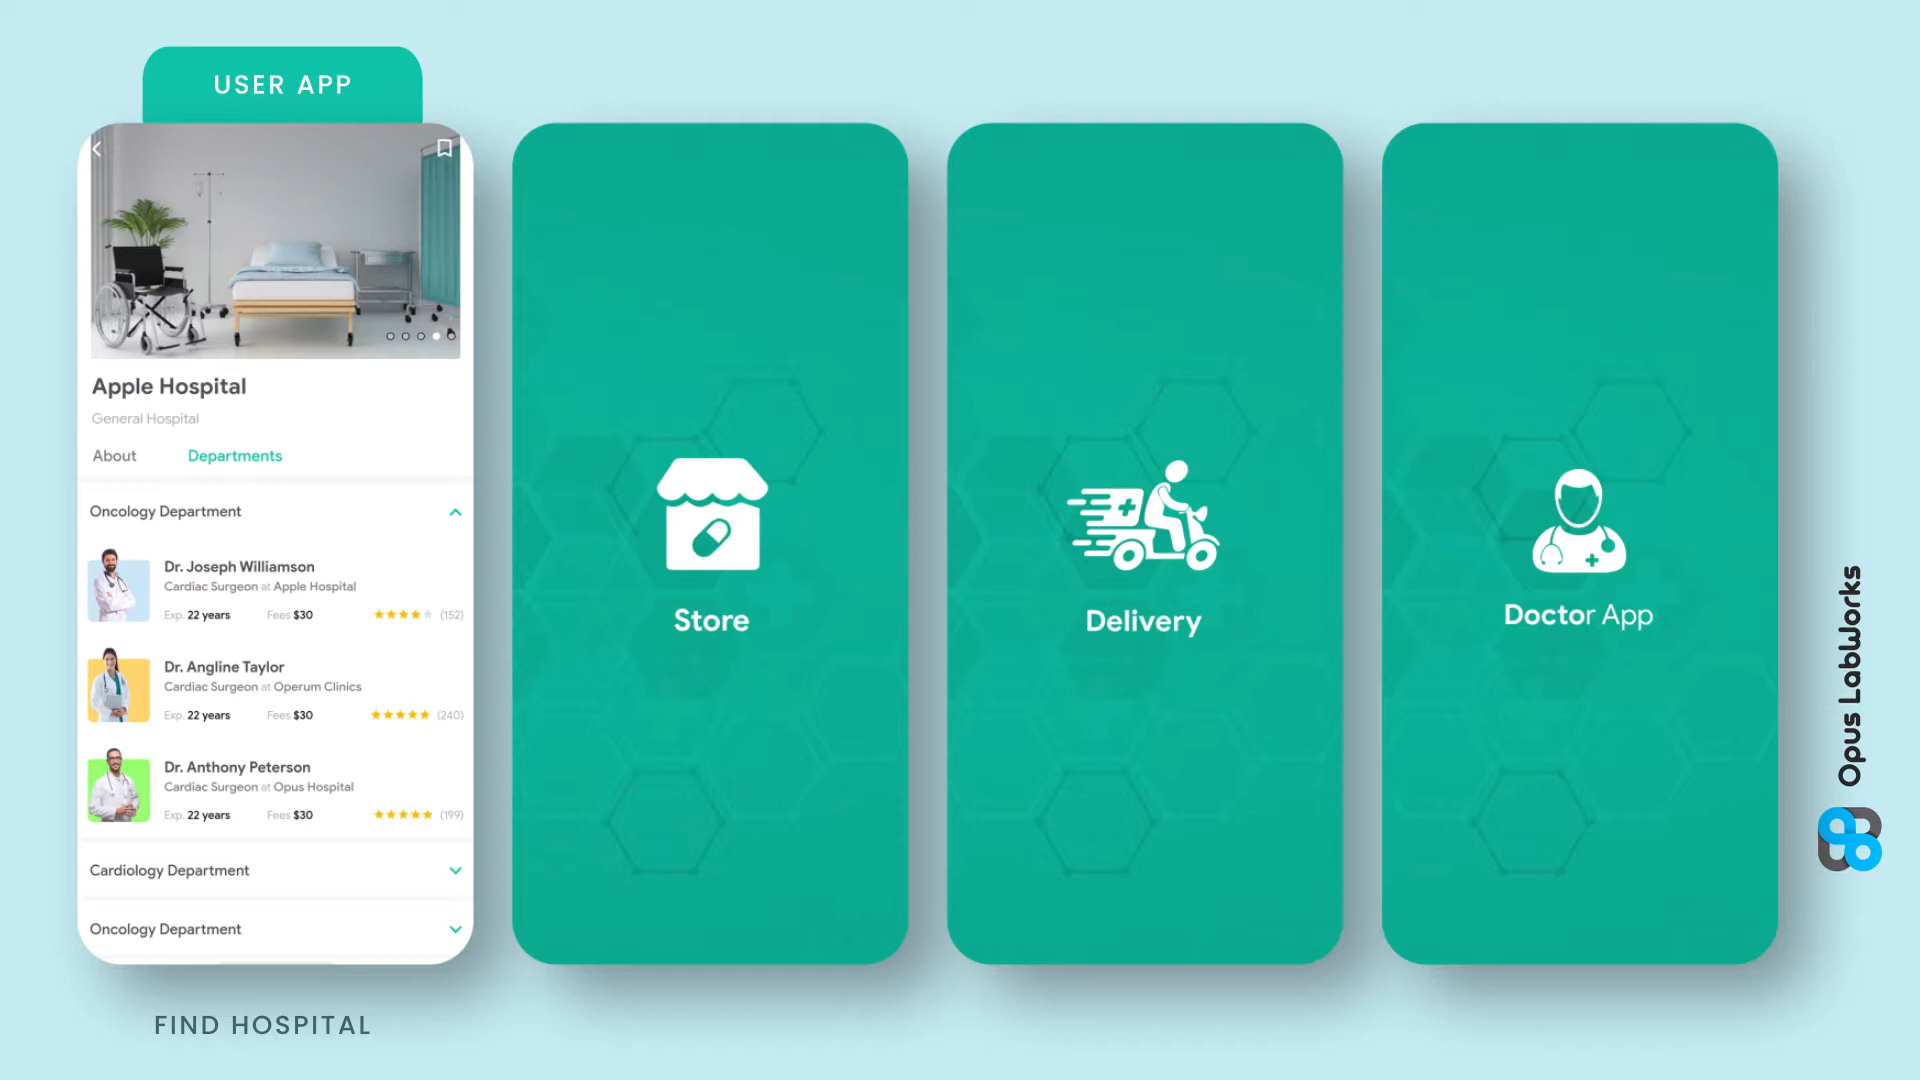 USER APP
Apple Hospital
General Hospital
About
Departments
Oncology Department
Dr. Joseph Williamson
Cardiac Surgeon at Apple Hospital
Exp. 22 years Fees $30 (152)
Dr. Angline Taylor
Cardiac Surgeon at Operum Clinics
Exp. 22 years Fees $30 (240)
Dr. Anthony Peterson
Cardiac Surgeon at Opus Hospital
Exp. 22 years Fees $30 (199)
Cardiology Department
Oncology Department
FIND HOSPITAL
Store
Delivery
Doctor App
Opus LabWorks